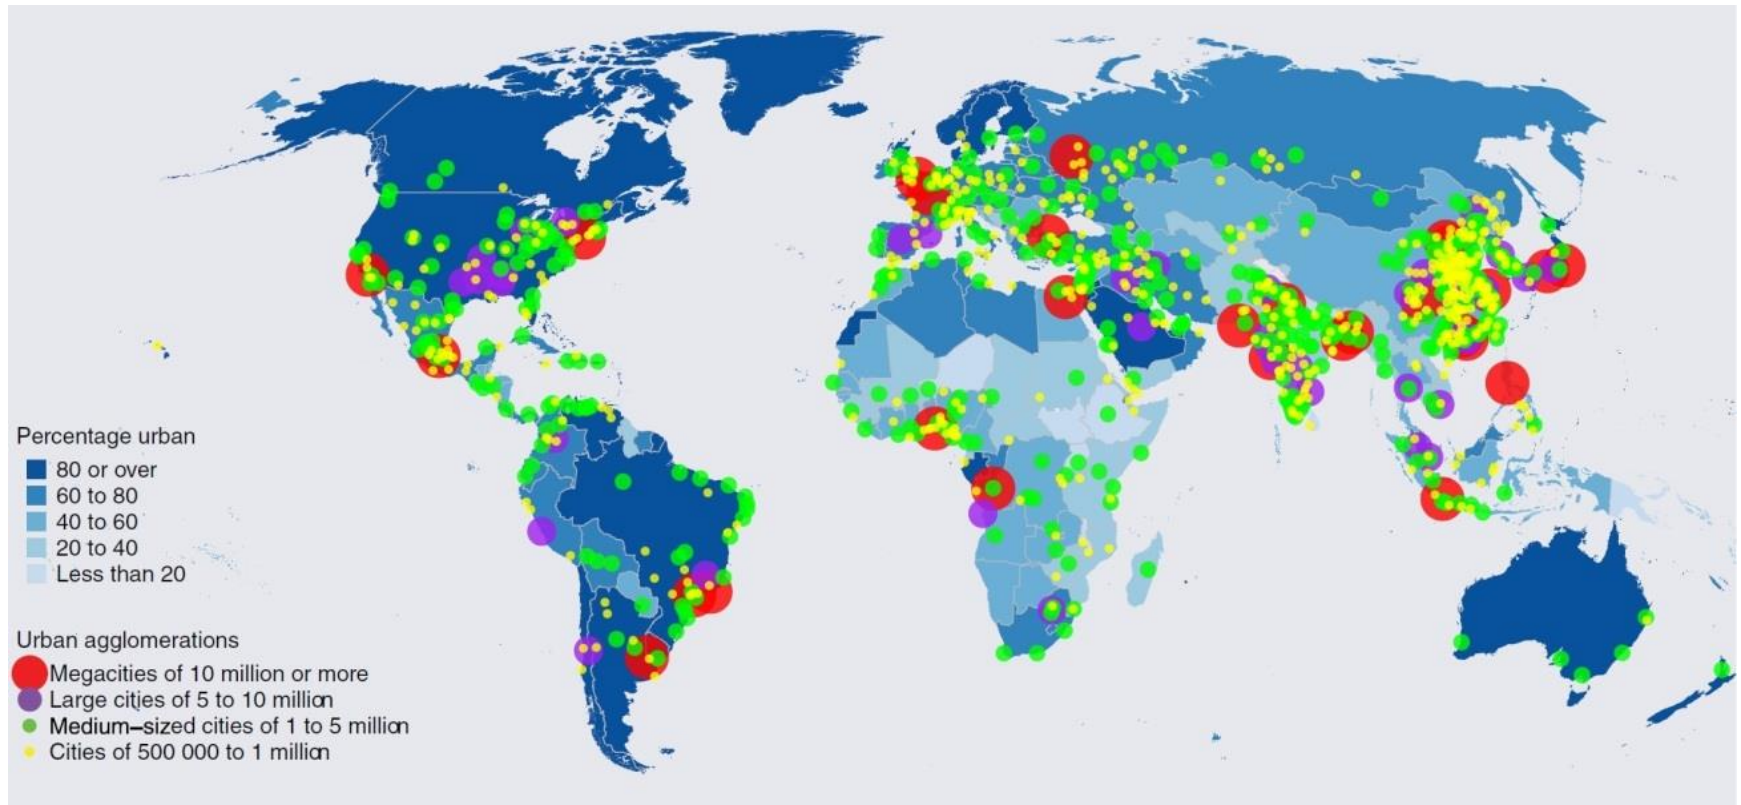 Percentage urban
80 or over
60 to 80
40 to 60
20 to 40
Less than 20
Urban agglomerations
Megacities of 10 million or more
Large cities of 5 to 10 million
Medium–sized cities of 1 to 5 million
Cities of 500 000 to 1 million